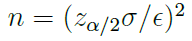 n = (z_{α/2}σ/ϵ)²